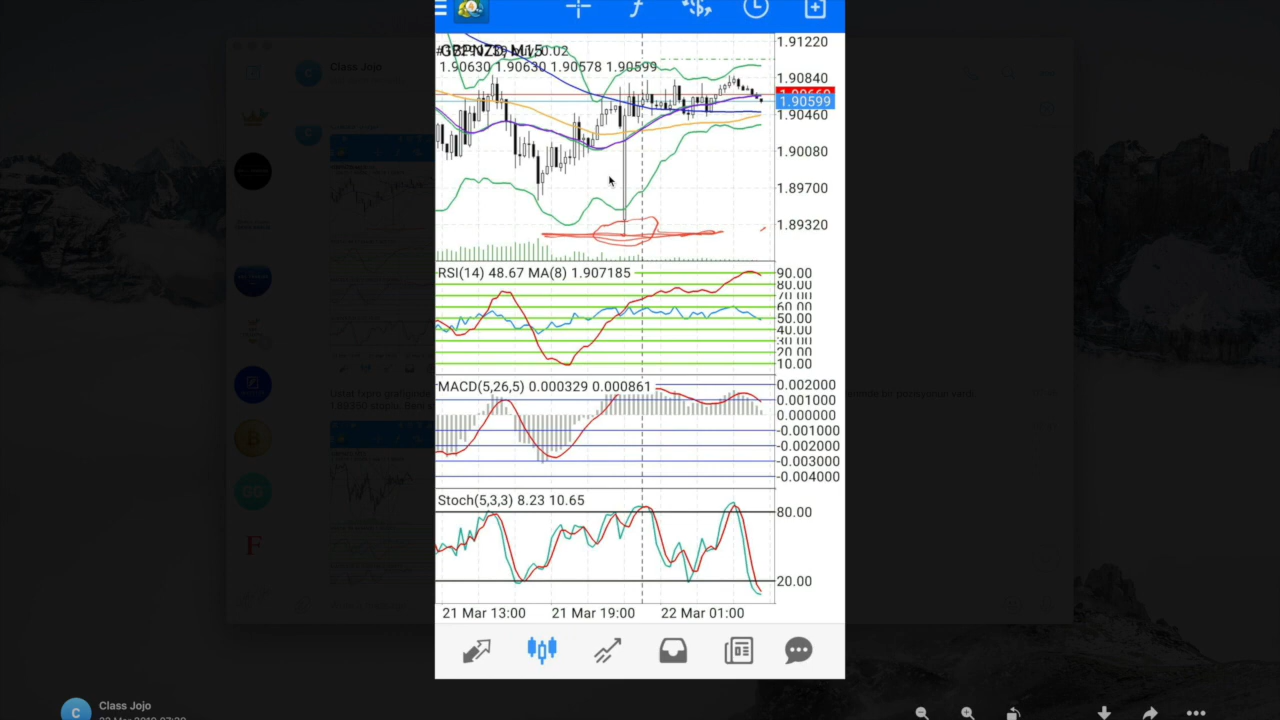 Class Jojo
GBPNZD, M15
1.90630 1.90630 1.90578 1.90599
1.91220
1.90840
1.90599
1.90460
1.90080
1.89700
1.89320
RSI(14) 48.67 MA(8) 1.907185
90.00
80.00
70.00
60.00
50.00
40.00
30.00
20.00
10.00
MACD(5,26,5) 0.000329 0.000861
0.002000
0.001000
0.000000
-0.001000
-0.002000
-0.003000
-0.004000
Stoch(5,3,3) 8.23 10.65
80.00
20.00
21 Mar 13:00 21 Mar 19:00 22 Mar 01:00
F
C
Class Jojo